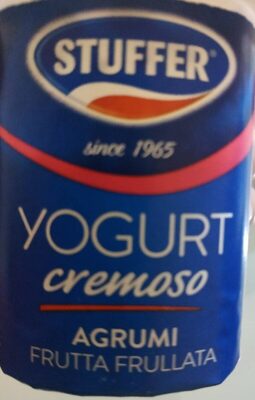 STUFFER
since 1965
YOGURT
cremoso
AGRUMI
FRUTTA FRULLATA